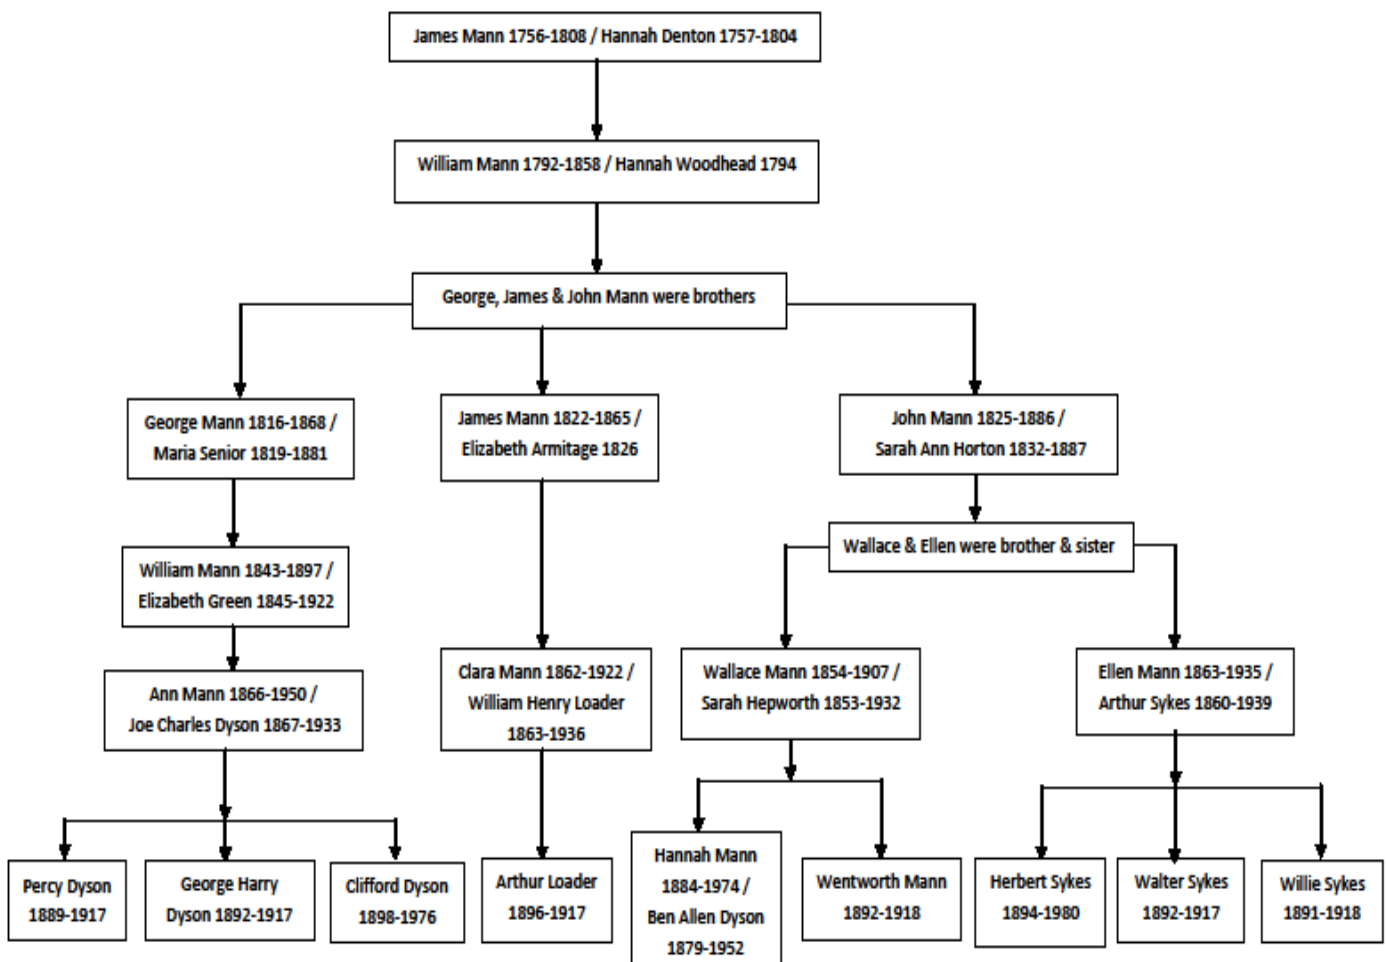 James Mann 1756-1808 / Hannah Denton 1757-1804
William Mann 1792-1858 / Hannah Woodhead 1794
George, James & John Mann were brothers
George Mann 1816-1868 /
Maria Senior 1819-1881
James Mann 1822-1865 /
Elizabeth Armitage 1826
John Mann 1825-1886 /
Sarah Ann Horton 1832-1887
Wallace & Ellen were brother & sister
William Mann 1843-1897 /
Elizabeth Green 1845-1922
Ann Mann 1866-1950 /
Joe Charles Dyson 1867-1933
Clara Mann 1862-1922 /
William Henry Loader
1863-1936
Wallace Mann 1854-1907 /
Sarah Hepworth 1853-1932
Ellen Mann 1863-1935 /
Arthur Sykes 1860-1939
Percy Dyson
1889-1917
George Harry
Dyson 1892-1917
Clifford Dyson
1898-1976
Arthur Loader
1896-1917
Hannah Mann
1884-1974 /
Ben Allen Dyson
1879-1952
Wentworth Mann
1892-1918
Herbert Sykes
1894-1980
Walter Sykes
1892-1917
Willie Sykes
1891-1918